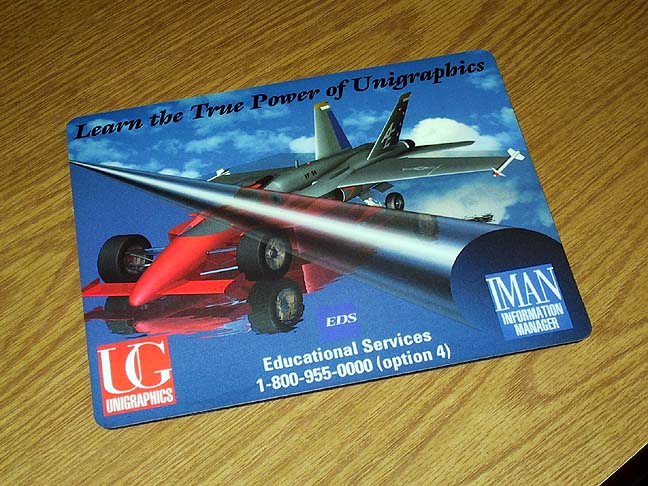 Learn the True Power of Unigraphics
EDS
Educational Services
1-800-955-0000 (option 4)
UG
UNIGRAPHICS
IMAN
INFORMATION
MANAGER